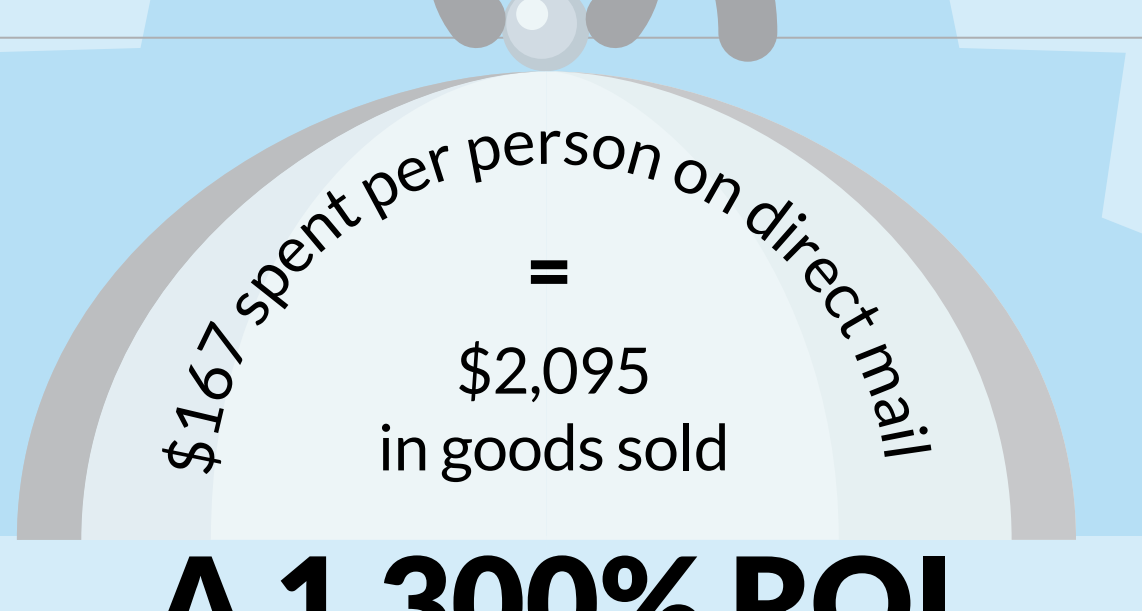 $167 spent per person on direct mail
=
$2,095
in goods sold
A 1,300% ROI